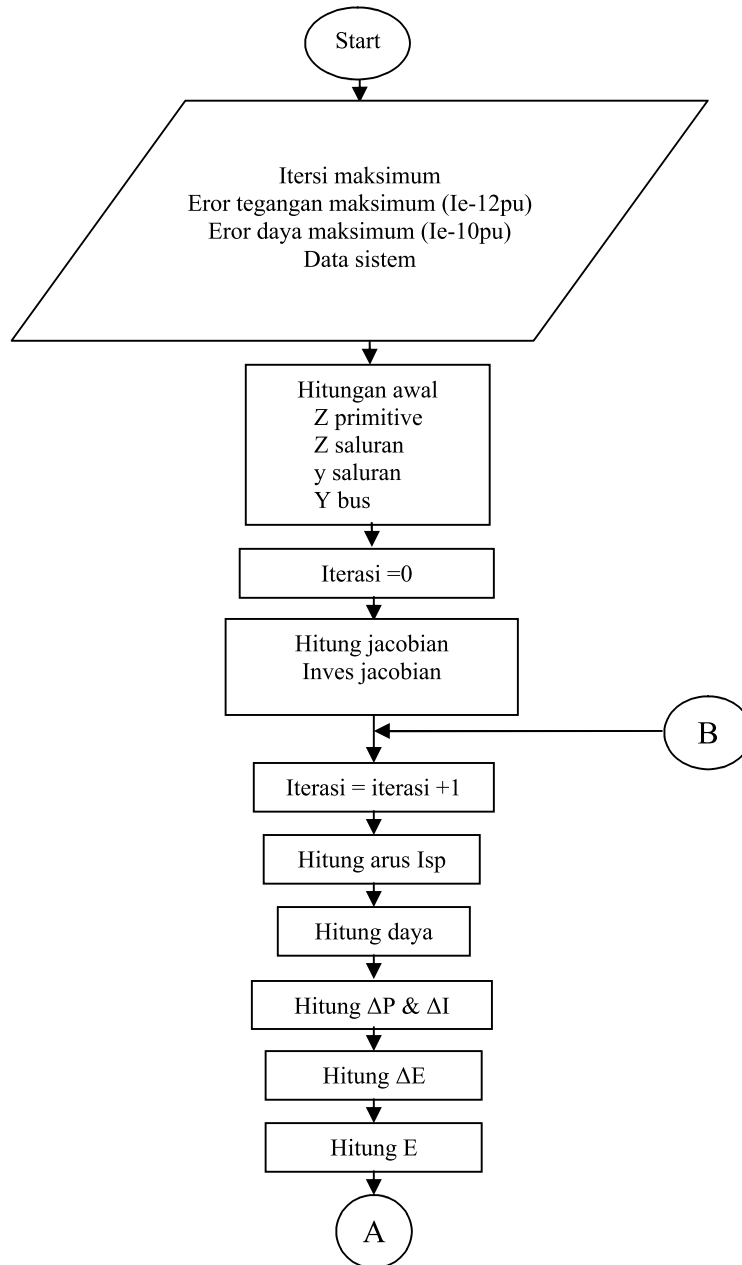 Start
Itersi maksimum
Eror tegangan maksimum (Ie-12pu)
Eror daya maksimum (Ie-10pu)
Data sistem
Hitungan awal
Z primitive
Z saluran
y saluran
Y bus
Iterasi =0
Hitung jacobian
Inves jacobian
B
Iterasi = iterasi +1
Hitung arus Isp
Hitung daya
Hitung ΔP & ΔI
Hitung ΔE
Hitung E
A